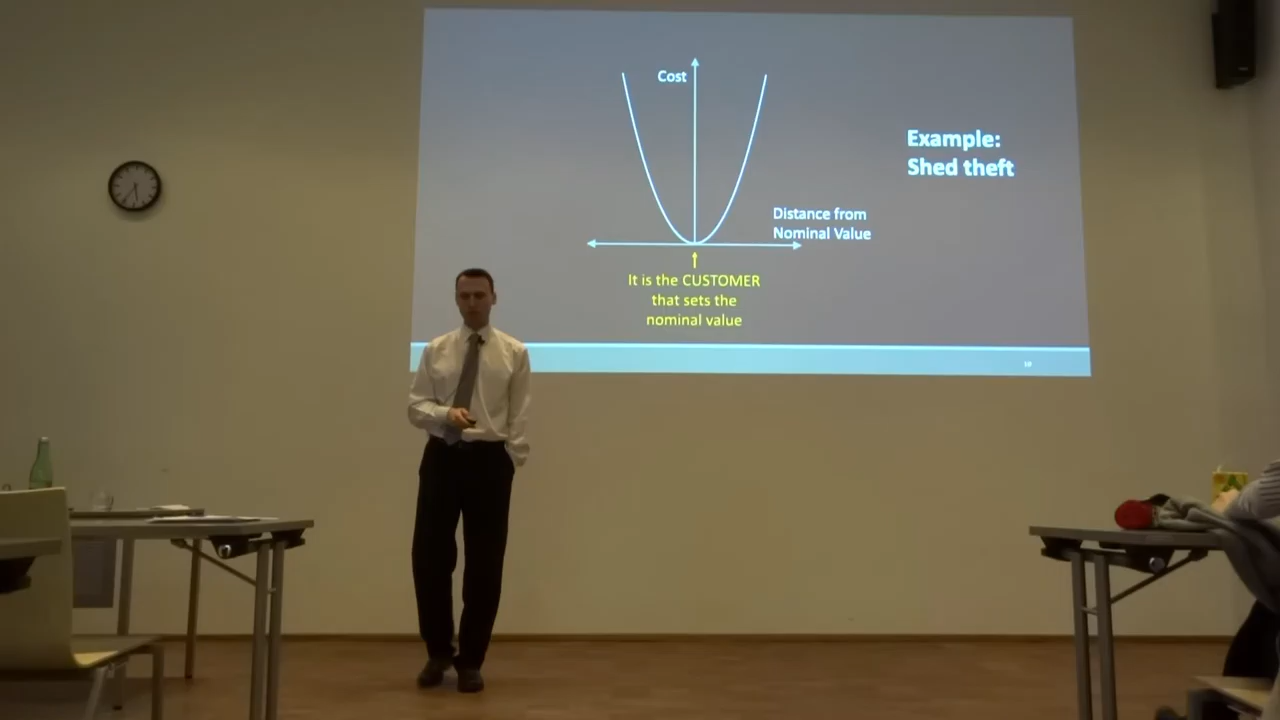 Cost
Example:
Shed theft
Distance from
Nominal Value
It is the CUSTOMER
that sets the
nominal value